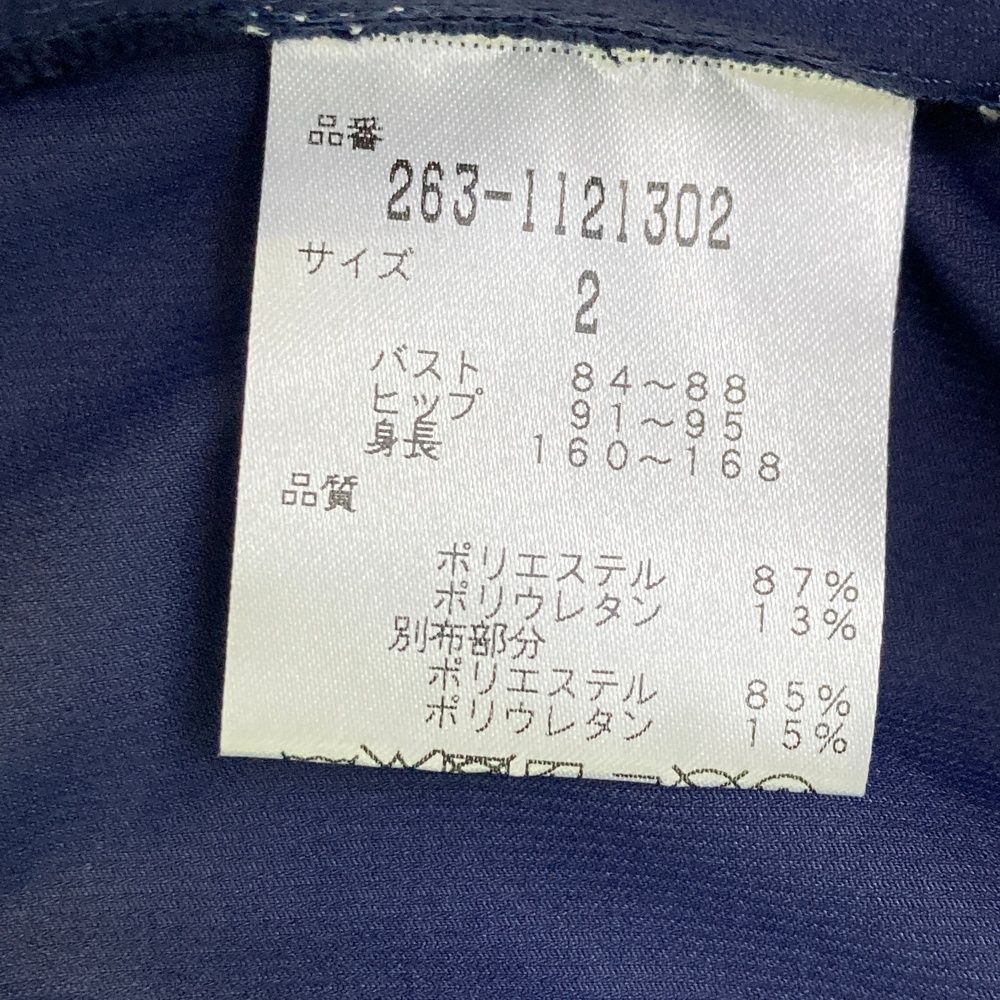 品番
263-1121302
サイズ
2
バスト 84～88
ヒップ 91～95
身長 160～168
品質
ポリエステル 87%
ポリウレタン 13%
別布部分
ポリエステル 85%
ポリウレタン 15%